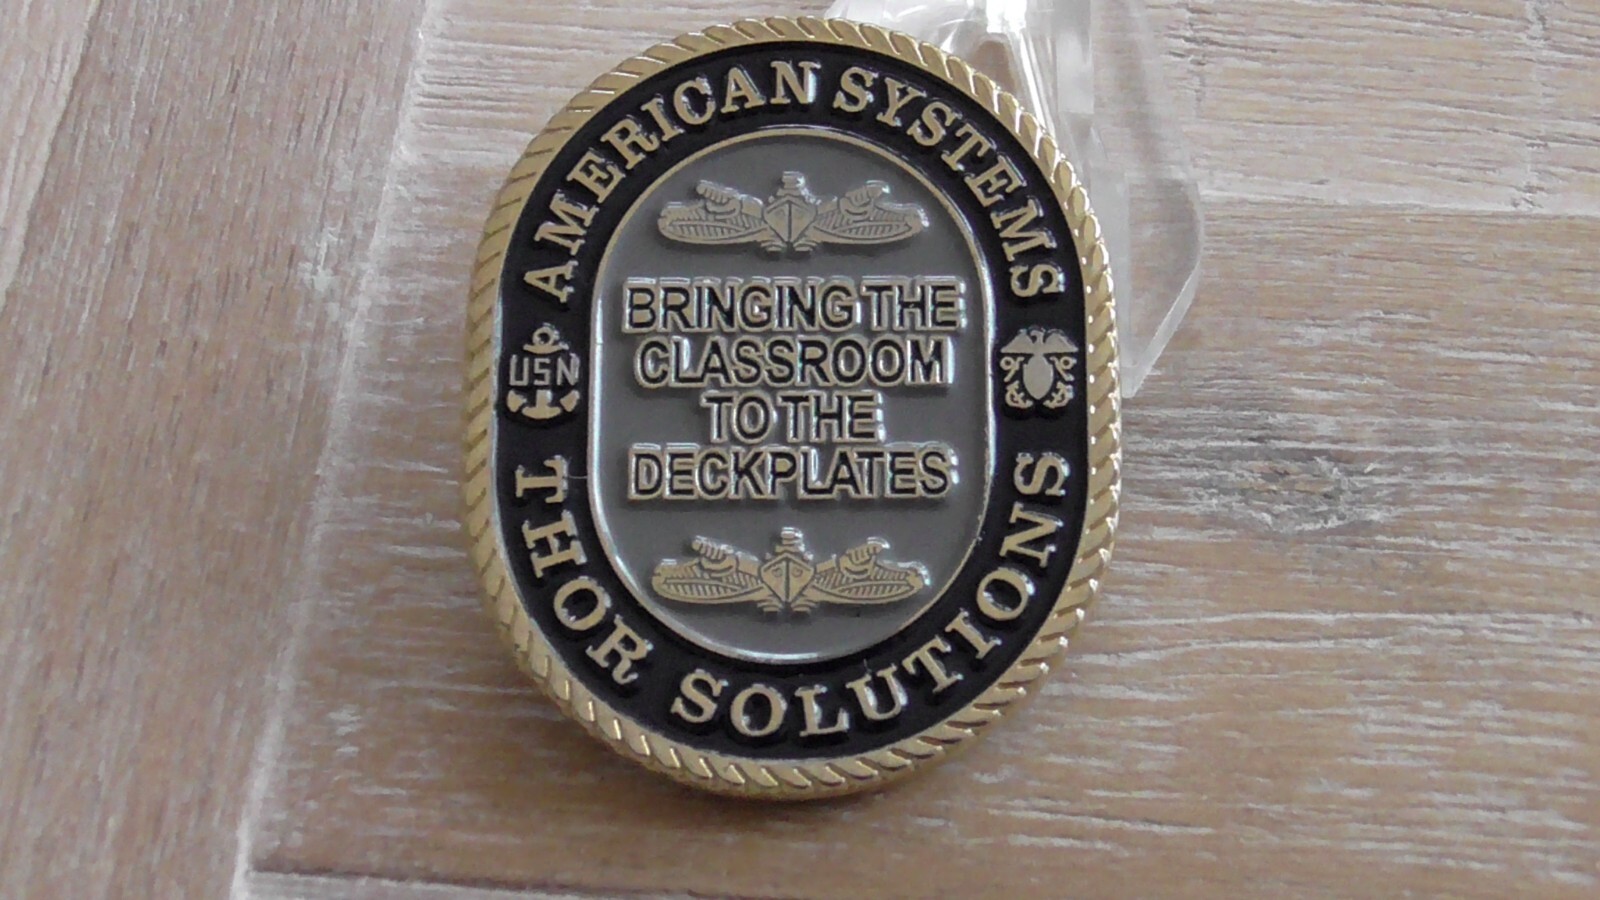 AMERICAN SYSTEMS
BRINGING THE
CLASSROOM
TO THE
DECKPLATES
USN
THOR SOLUTIONS